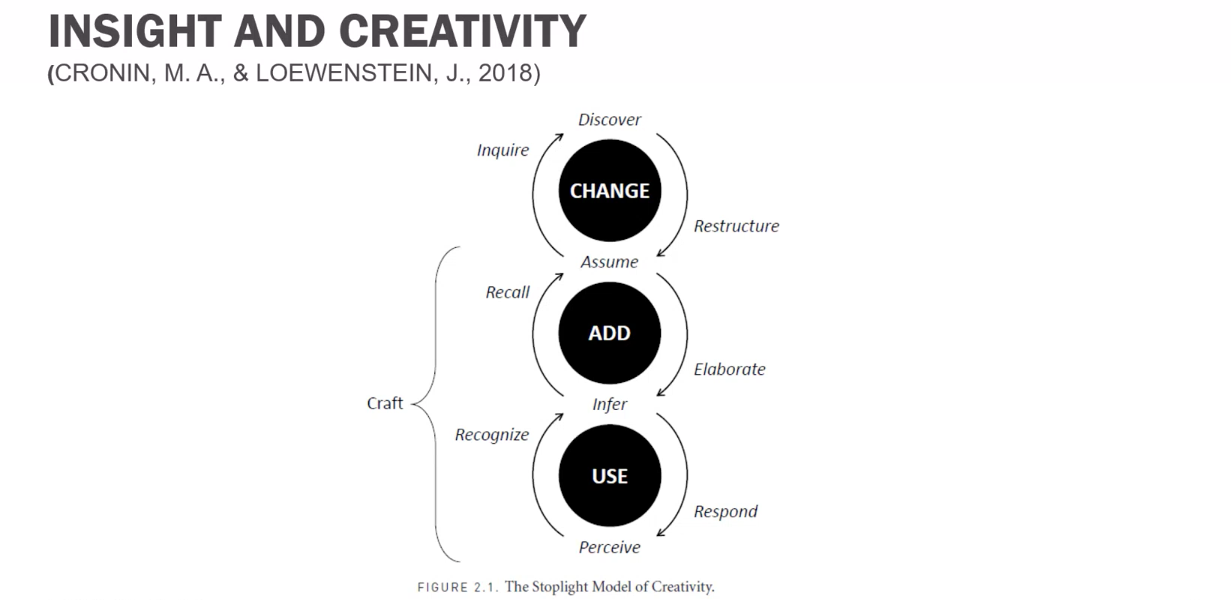 INSIGHT AND CREATIVITY
(CRONIN, M. A., & LOEWENSTEIN, J., 2018)
Discover
Inquire
CHANGE
Restructure
Assume
Recall
ADD
Elaborate
Craft
Infer
Recognize
USE
Respond
Perceive
FIGURE 2.1. The Stoplight Model of Creativity.